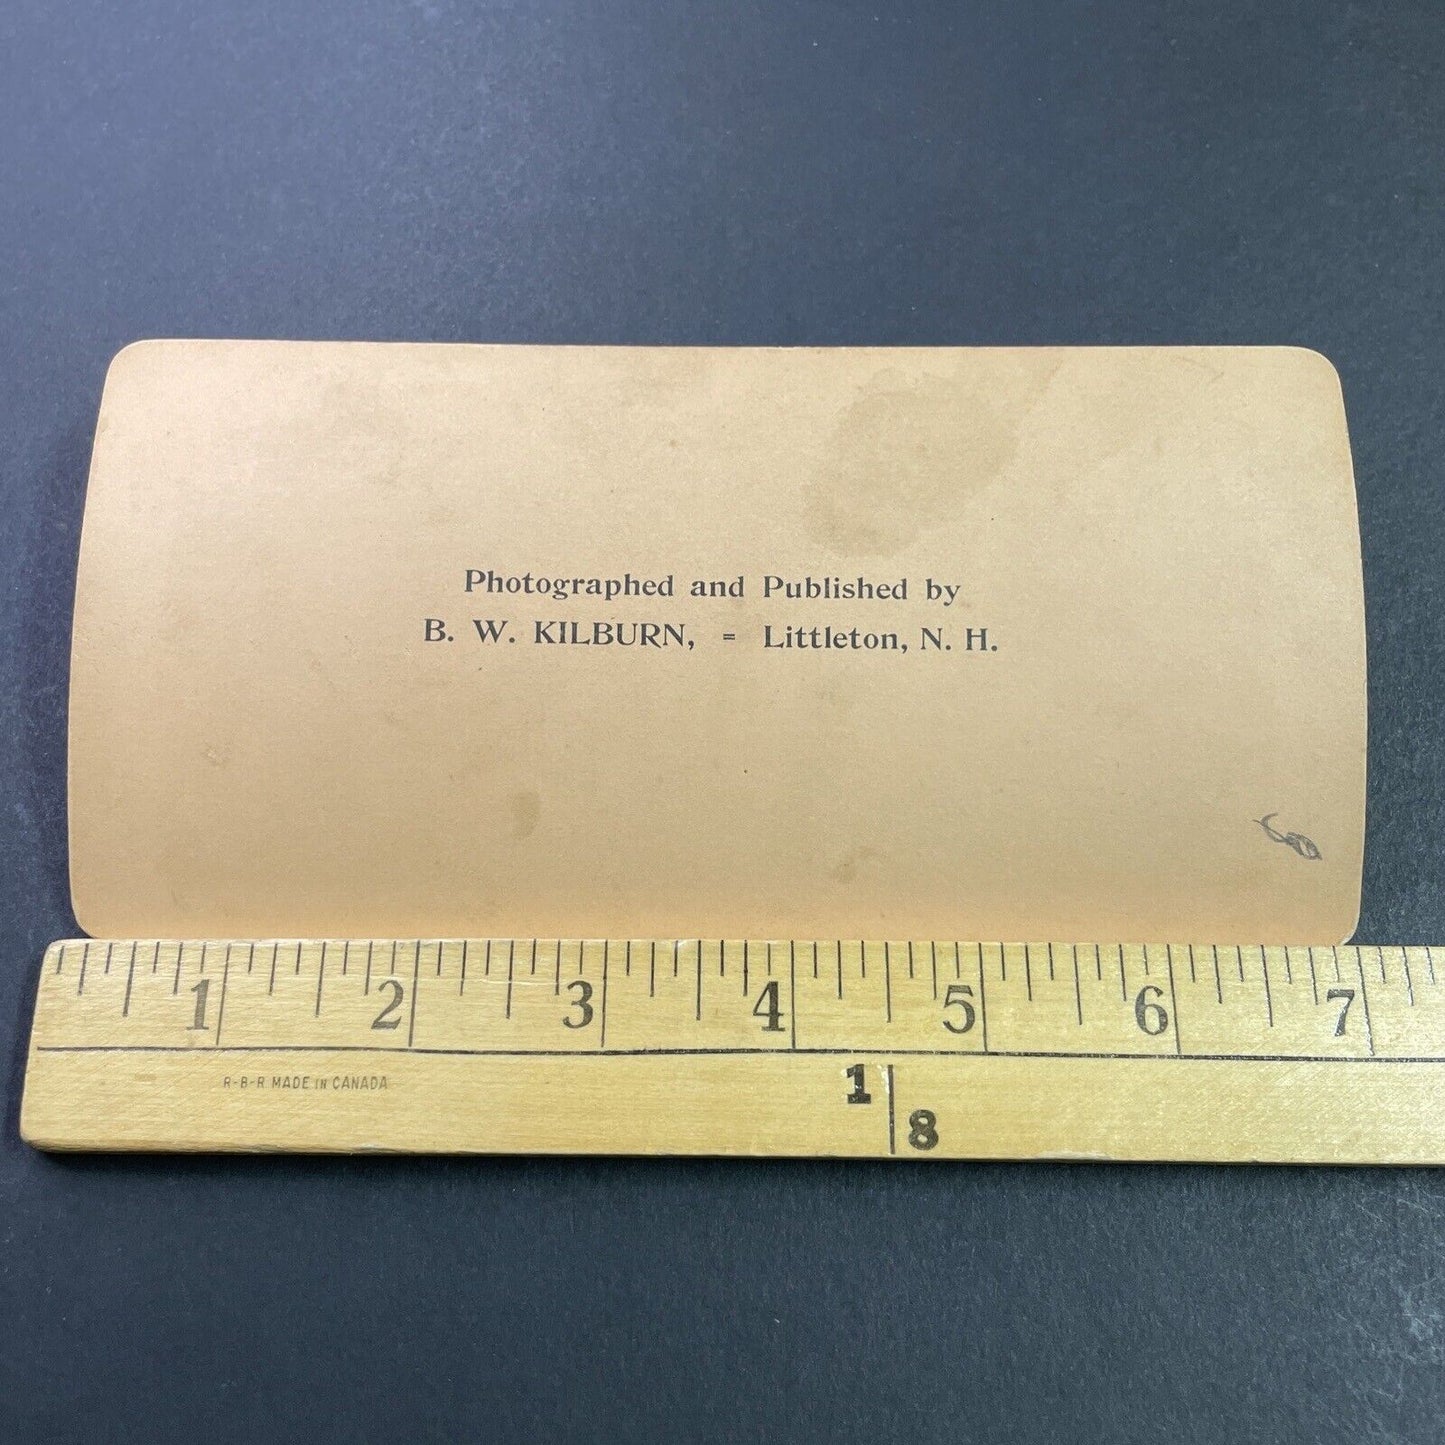 Photographed and Published by
B. W. KILBURN, = Littleton, N. H.
1 2 3 4 5 6 7
R-B-R MADE IN CANADA
1
8